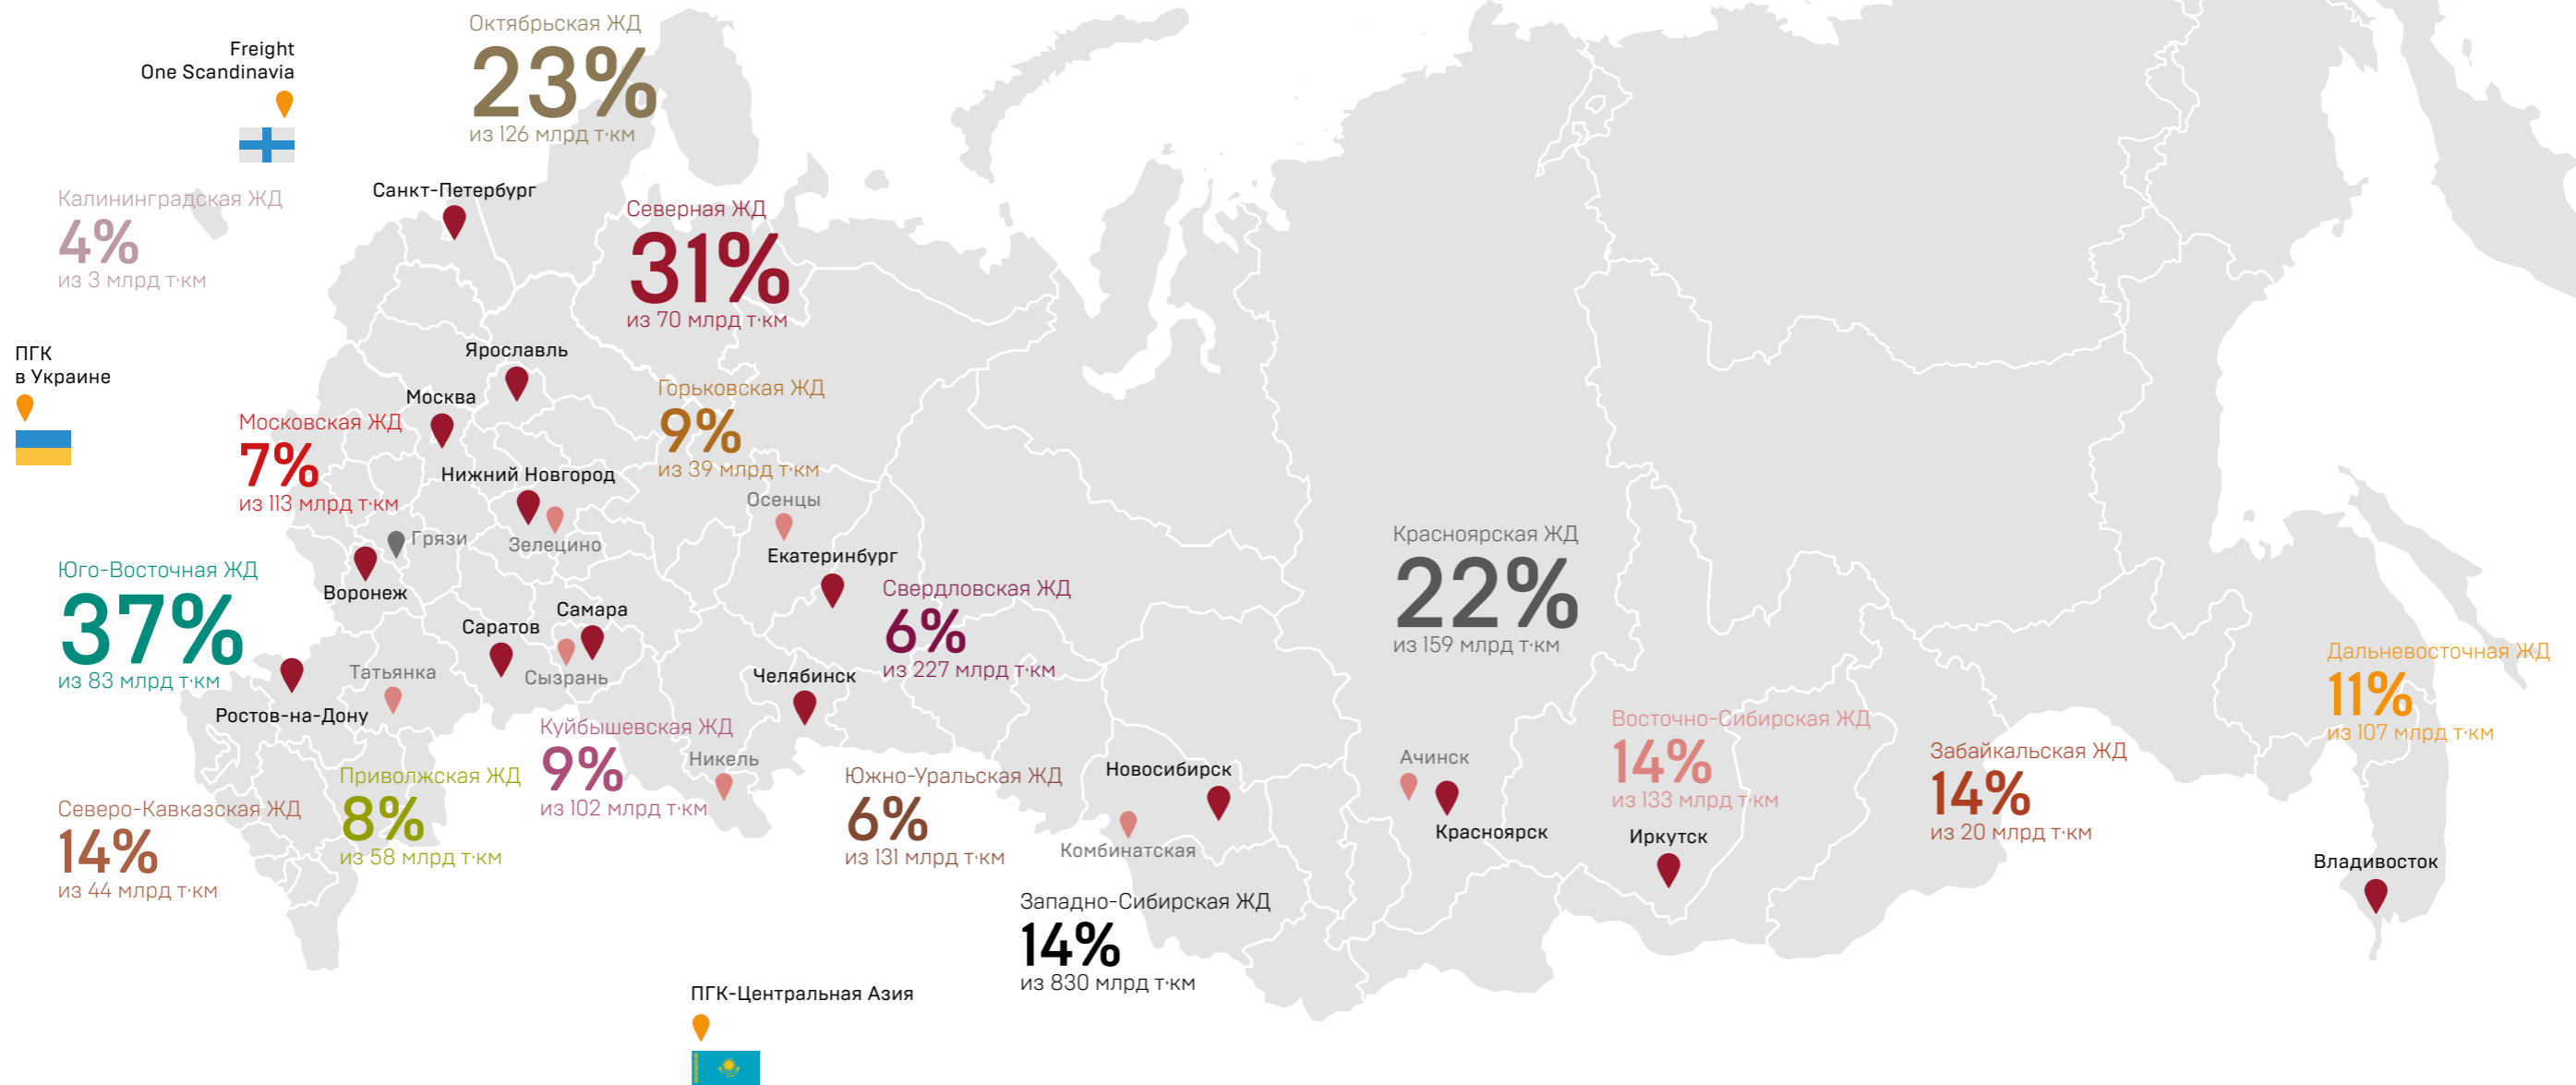 Октябрьская ЖД
23%
из 126 млрд т·км
Freight
One Scandinavia
Калининградская ЖД
4%
из 3 млрд т·км
Санкт-Петербург
Северная ЖД
31%
из 70 млрд т·км
ПГК
в Украине
Ярославль
Москва
Горьковская ЖД
9%
из 39 млрд т·км
Московская ЖД
7%
из 113 млрд т·км
Нижний Новгород
Осенцы
Грязи
Зелецино
Екатеринбург
Красноярская ЖД
22%
из 159 млрд т·км
Юго-Восточная ЖД
37%
из 83 млрд т·км
Воронеж
Свердловская ЖД
6%
из 227 млрд т·км
Самара
Саратов
Татьянка
Сызрань
Челябинск
Ростов-на-Дону
Дальневосточная ЖД
11%
из 107 млрд т·км
Куйбышевская ЖД
9%
из 102 млрд т·км
Никель
Восточно-Сибирская ЖД
14%
из 133 млрд т·км
Забайкальская ЖД
14%
из 20 млрд т·км
Ачинск
Новосибирск
Приволжская ЖД
8%
из 58 млрд т·км
Южно-Уральская ЖД
6%
из 131 млрд т·км
Северо-Кавказская ЖД
14%
из 44 млрд т·км
Красноярск
Иркутск
Комбинатская
Владивосток
Западно-Сибирская ЖД
14%
из 830 млрд т·км
ПГК-Центральная Азия